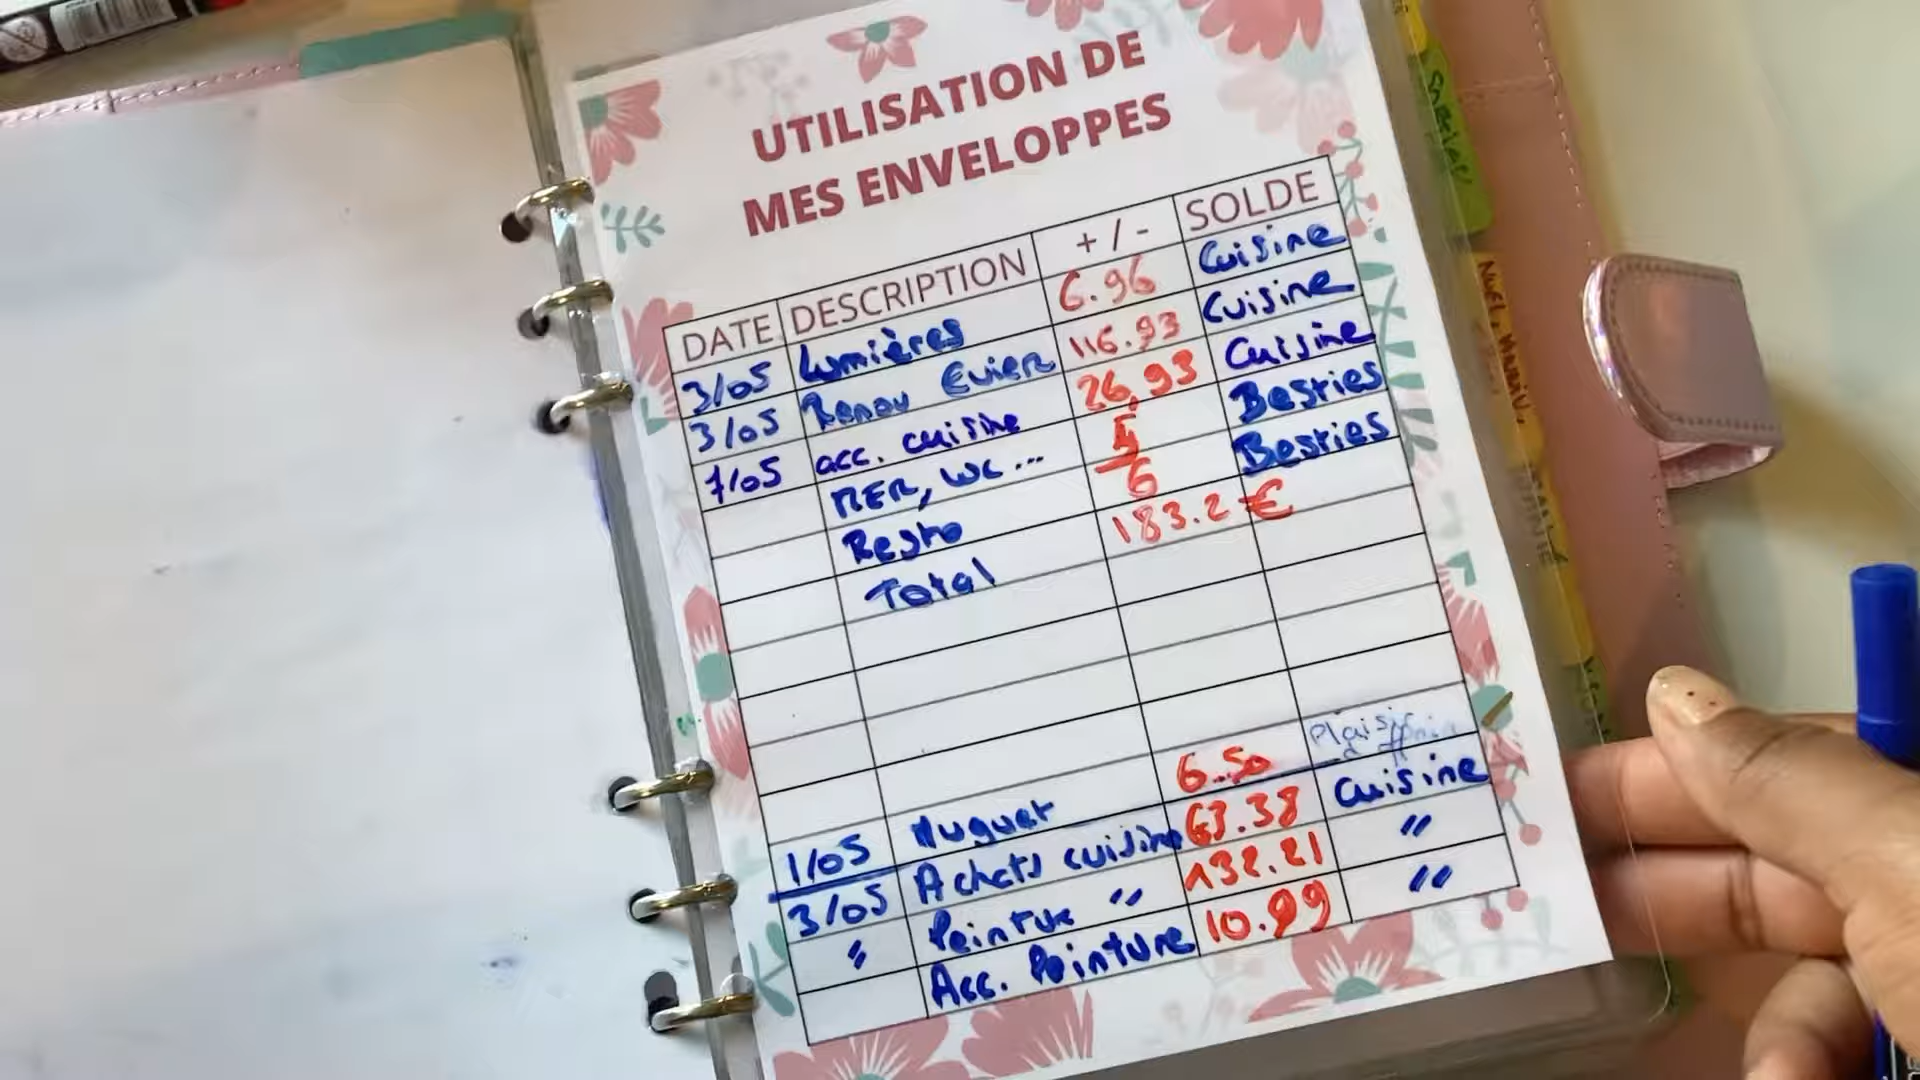 UTILISATION DE
MES ENVELOPPES
DATE DESCRIPTION + / - SOLDE
3/05 Lumières 6.96 Cuisine
3/05 Renov Evier 116.93 Cuisine
7/05 acc. cuisine 26,93 Cuisine
RER, WC ... 5 Besties
Resto 6 Besties
Total 183.2 €
1/05 Muguet 6.50 Plaisir
3/05 Achats cuisine 63.38 Cuisine
" Peinture " 132.21 "
Acc. Peinture 10.99 "